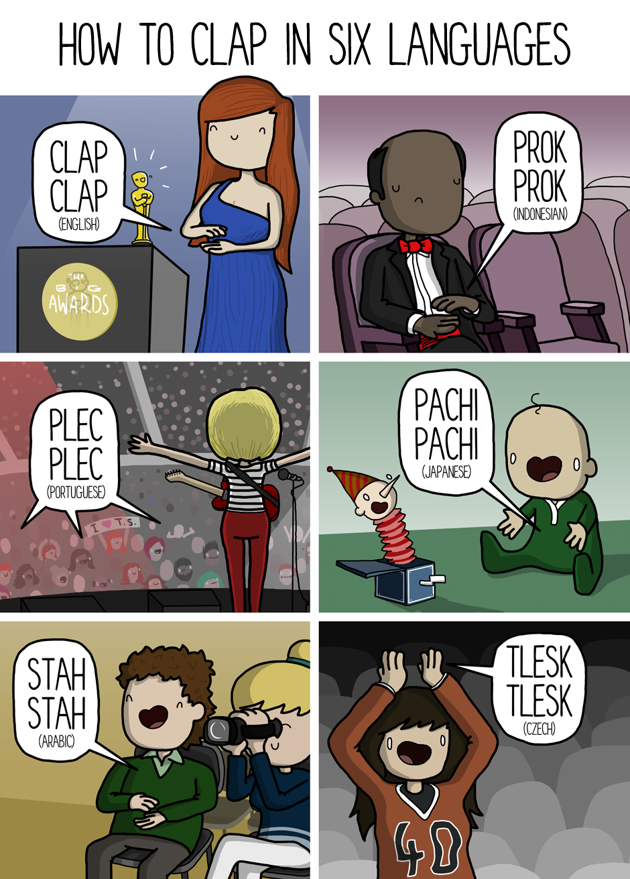 HOW TO CLAP IN SIX LANGUAGES
CLAP
CLAP
(ENGLISH)
THE
BIG
AWARDS
PROK
PROK
(INDONESIAN)
PLEC
PLEC
(PORTUGUESE)
I ♥ T.S.
PACHI
PACHI
(JAPANESE)
STAH
STAH
(ARABIC)
TLESK
TLESK
(CZECH)
40